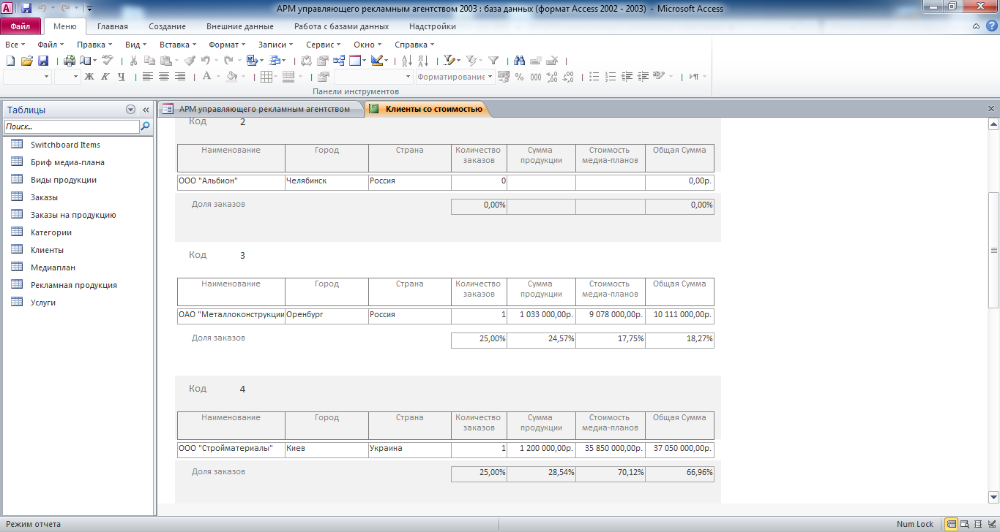 АРМ управляющего рекламным агентством 2003 : база данных (формат Access 2002 - 2003) - Microsoft Access
Файл Меню Главная Создание Внешние данные Работа с базами данных Надстройки
Все Файл Правка Вид Вставка Формат Записи Сервис Окно Справка
Ж К Ч Форматирование % 000
Панели инструментов
Таблицы
Поиск...
Switchboard Items
Бриф медиа-плана
Виды продукции
Заказы
Заказы на продукцию
Категории
Клиенты
Медиаплан
Рекламная продукция
Услуги
АРМ управляющего рекламным агентством Клиенты со стоимостью
Код 2
Наименование Город Страна Количество заказов Сумма продукции Стоимость медиа-планов Общая Сумма
ООО "Альбион" Челябинск Россия 0 0,00р.
Доля заказов 0,00% 0,00%
Код 3
Наименование Город Страна Количество заказов Сумма продукции Стоимость медиа-планов Общая Сумма
ОАО "Металлоконструкции Оренбург Россия 1 1 033 000,00р. 9 078 000,00р. 10 111 000,00р.
Доля заказов 25,00% 24,57% 17,75% 18,27%
Код 4
Наименование Город Страна Количество заказов Сумма продукции Стоимость медиа-планов Общая Сумма
ООО "Стройматериалы" Киев Украина 1 1 200 000,00р. 35 850 000,00р. 37 050 000,00р.
Доля заказов 25,00% 28,54% 70,12% 66,96%
Режим отчета Num Lock